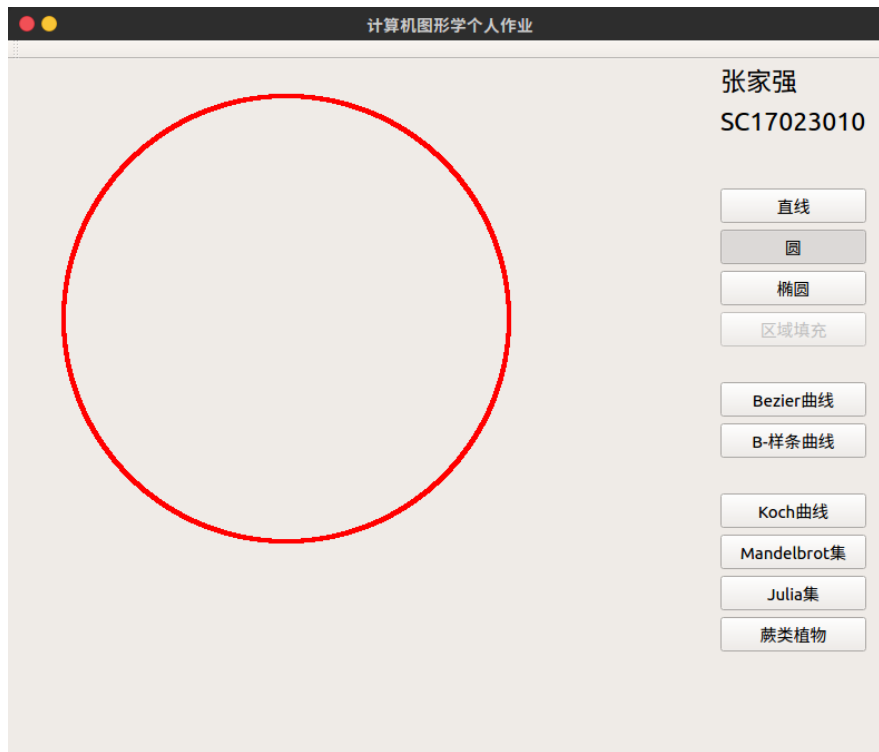 计算机图形学个人作业
张家强
SC17023010
直线
圆
椭圆
区域填充
Bezier曲线
B-样条曲线
Koch曲线
Mandelbrot集
Julia集
蕨类植物